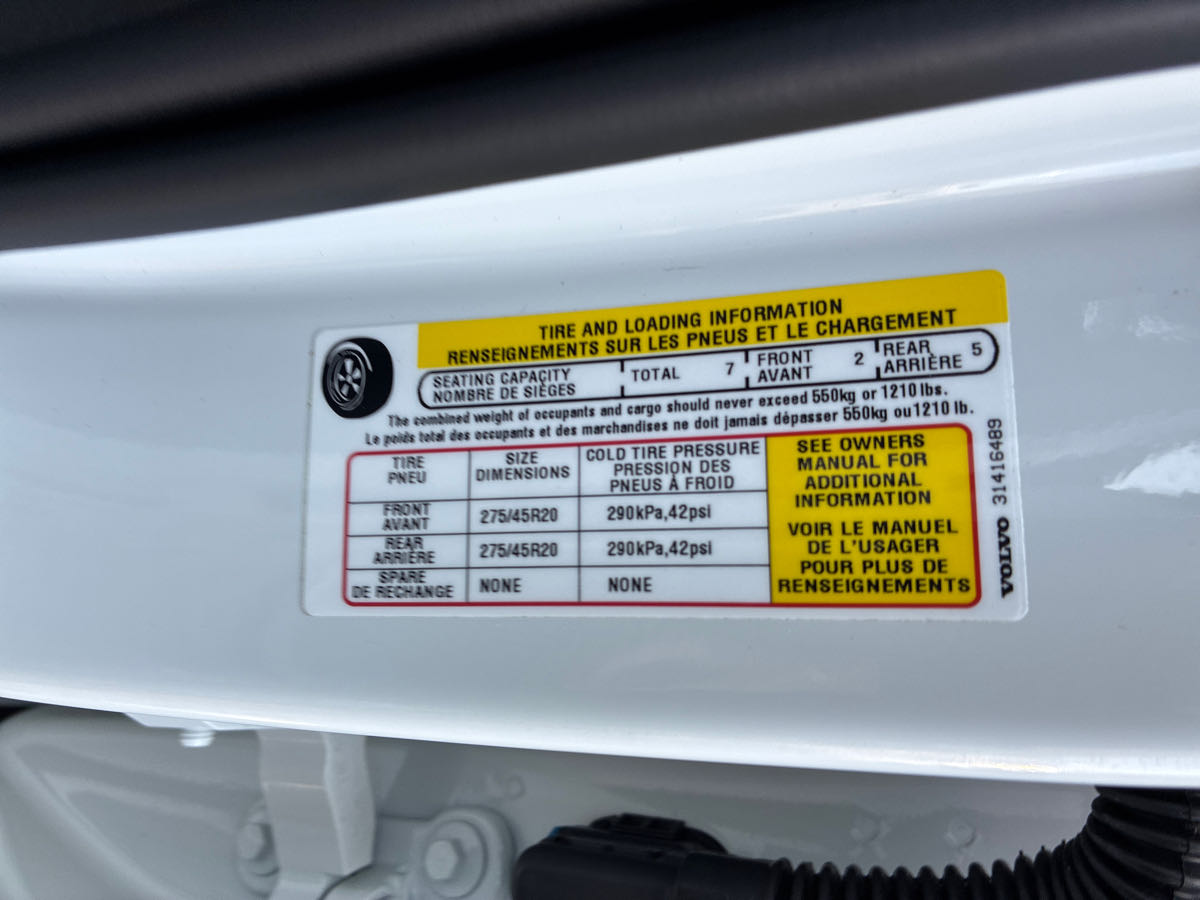 TIRE AND LOADING INFORMATION
RENSEIGNEMENTS SUR LES PNEUS ET LE CHARGEMENT
SEATING CAPACITY
NOMBRE DE SIÈGES
TOTAL 7
FRONT
AVANT 2
REAR
ARRIÈRE 5
The combined weight of occupants and cargo should never exceed 550kg or 1210 lbs.
Le poids total des occupants et des marchandises ne doit jamais dépasser 550kg ou 1210 lb.
TIRE
PNEU
SIZE
DIMENSIONS
COLD TIRE PRESSURE
PRESSION DES
PNEUS À FROID
FRONT
AVANT
275/45R20
290kPa,42psi
REAR
ARRIÈRE
275/45R20
290kPa,42psi
SPARE
DE RECHANGE
NONE
NONE
SEE OWNERS
MANUAL FOR
ADDITIONAL
INFORMATION
VOIR LE MANUEL
DE L'USAGER
POUR PLUS DE
RENSEIGNEMENTS
VOLVO 31416489